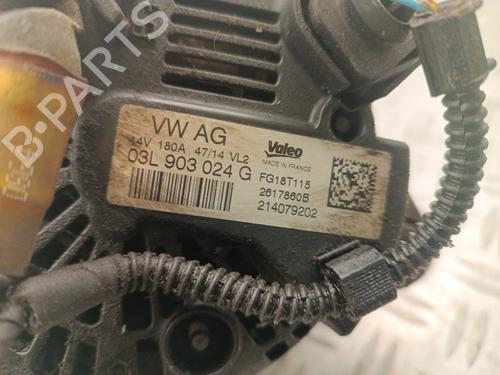 VW AG
14V 180A 47/14 VL2
03L 903 024 G
Valeo
MADE IN FRANCE
FG18T115
2617860B
214079202
B-PARTS